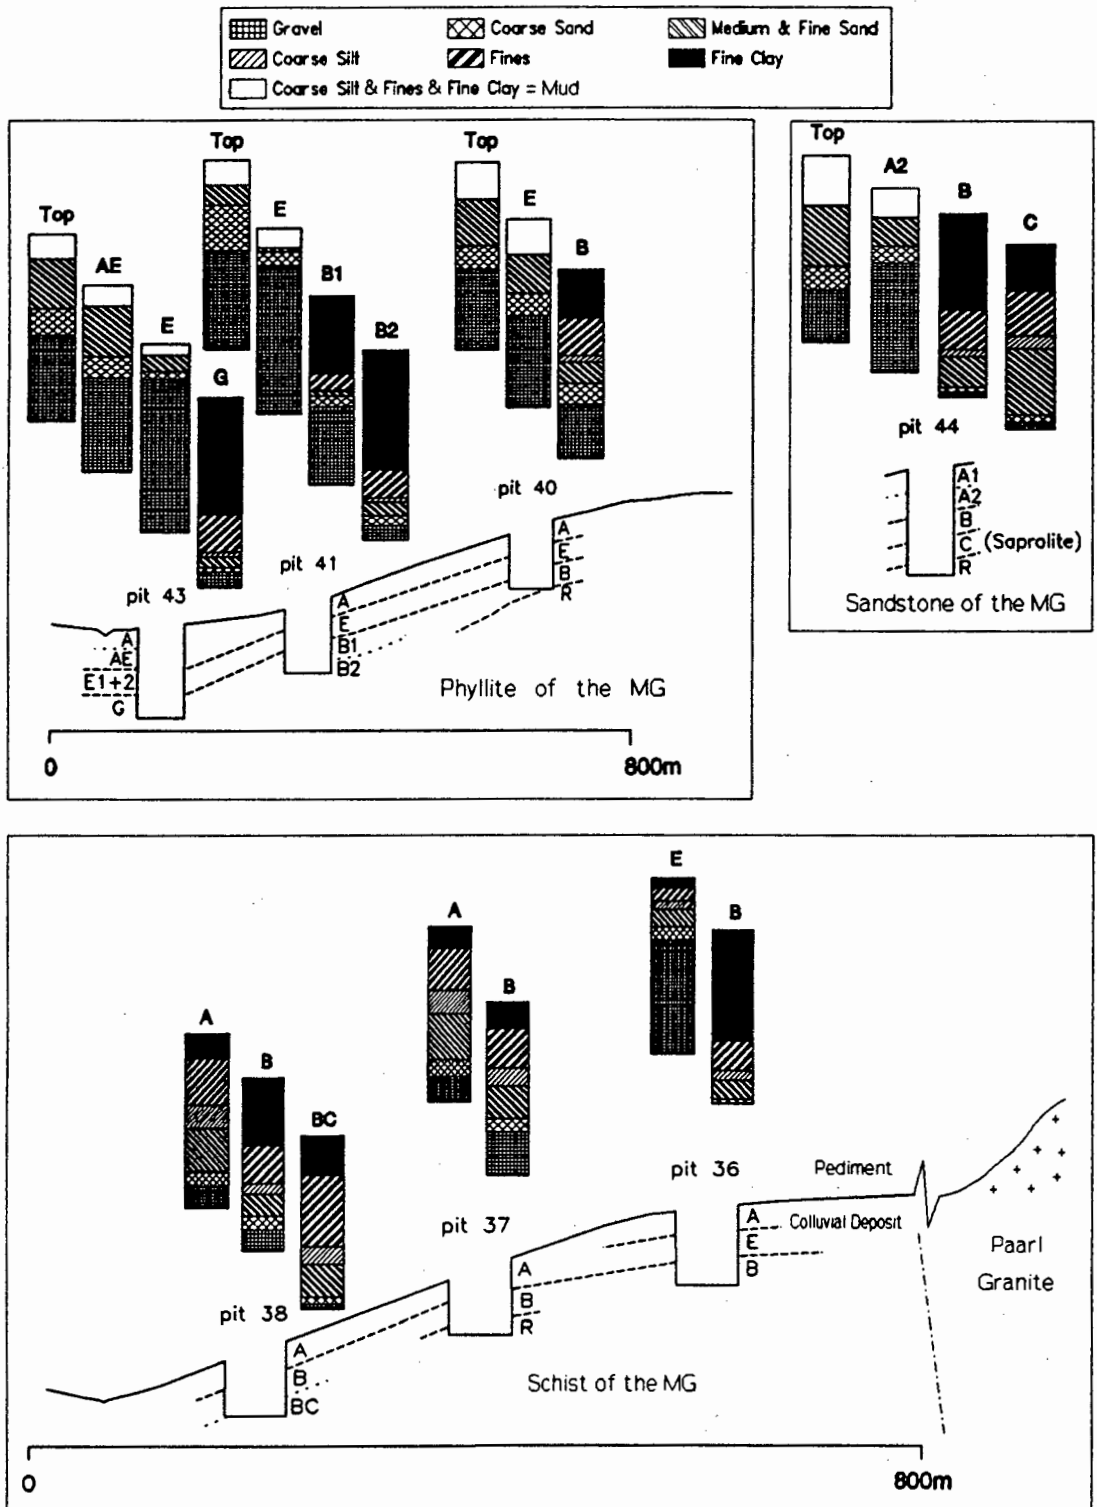 Gravel Coarse Sand Medium & Fine Sand
Coarse Silt Fines Fine Clay
Coarse Silt & Fines & Fine Clay = Mud
Top
AE
E
G
pit 43
Top
E
B1
B2
pit 41
Top
E
B
pit 40
A
AE
E1+2
G
A
E
B1
B2
A
E
B
R
Phyllite of the MG
0 800m
Top
A2
B
C
pit 44
A1
A2
B
C (Saprolite)
R
Sandstone of the MG
A
B
BC
pit 38
A
B
pit 37
E
B
pit 36
A
B
BC
A
B
R
A
E
B
Pediment
Colluvial Deposit
Paarl
Granite
Schist of the MG
0 800m